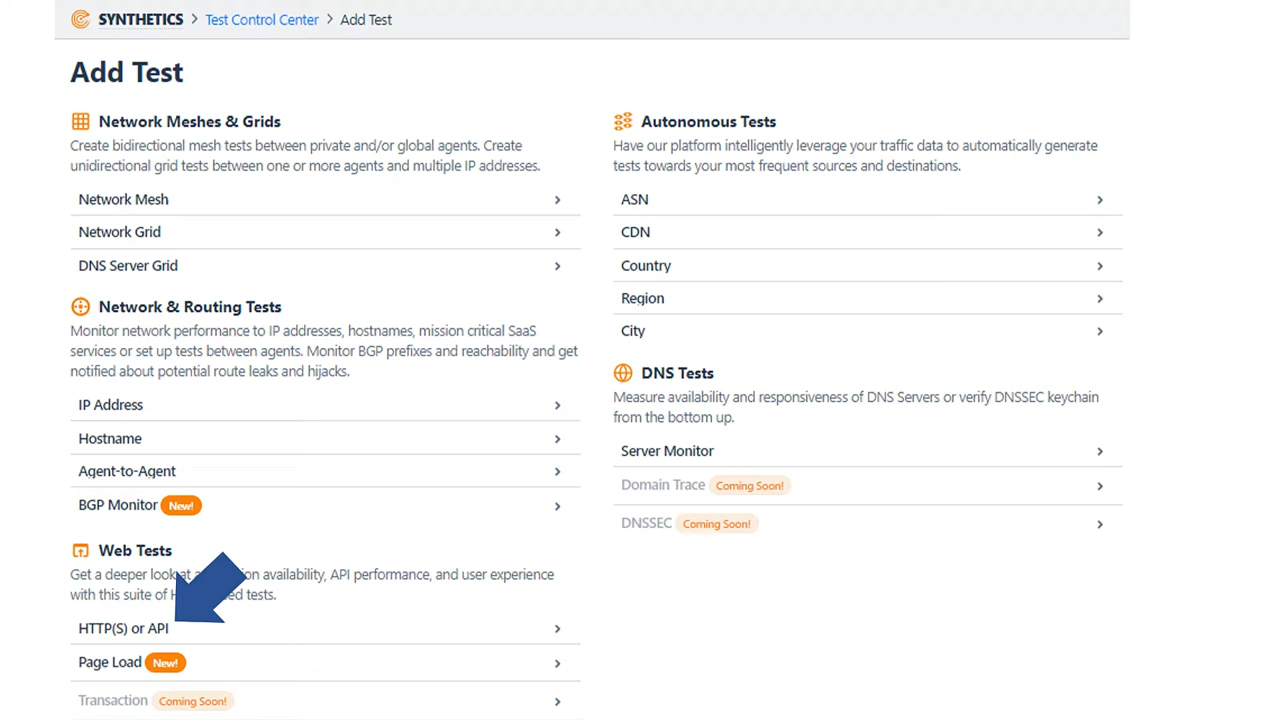 SYNTHETICS > Test Control Center > Add Test
Add Test
Network Meshes & Grids
Create bidirectional mesh tests between private and/or global agents. Create
unidirectional grid tests between one or more agents and multiple IP addresses.
Network Mesh
Network Grid
DNS Server Grid
Network & Routing Tests
Monitor network performance to IP addresses, hostnames, mission critical SaaS
services or set up tests between agents. Monitor BGP prefixes and reachability and get
notified about potential route leaks and hijacks.
IP Address
Hostname
Agent-to-Agent
BGP Monitor New!
Web Tests
Get a deeper look at availability, API performance, and user experience
with this suite of tests.
HTTP(S) or API
Page Load New!
Transaction Coming Soon!
Autonomous Tests
Have our platform intelligently leverage your traffic data to automatically generate
tests towards your most frequent sources and destinations.
ASN
CDN
Country
Region
City
DNS Tests
Measure availability and responsiveness of DNS Servers or verify DNSSEC keychain
from the bottom up.
Server Monitor
Domain Trace Coming Soon!
DNSSEC Coming Soon!